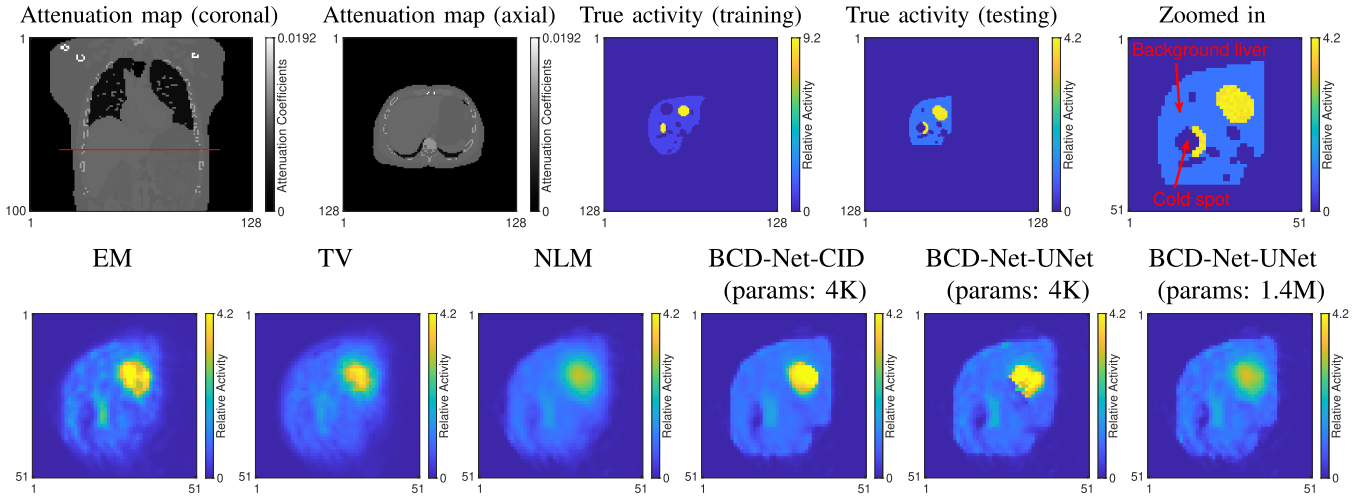 Attenuation map (coronal)
Attenuation map (axial)
True activity (training)
True activity (testing)
Zoomed in
1
0.0192
Attenuation Coefficients
0
100
1
128
1
0.0192
Attenuation Coefficients
0
128
1
128
1
9.2
Relative Activity
0
128
1
128
1
4.2
Relative Activity
0
128
1
128
1
Background liver
Cold spot
4.2
Relative Activity
0
51
1
51
EM
TV
NLM
BCD-Net-CID
(params: 4K)
BCD-Net-UNet
(params: 4K)
BCD-Net-UNet
(params: 1.4M)
1
4.2
Relative Activity
0
51
1
51
1
4.2
Relative Activity
0
51
1
51
1
4.2
Relative Activity
0
51
1
51
1
4.2
Relative Activity
0
51
1
51
1
4.2
Relative Activity
0
51
1
51
1
4.2
Relative Activity
0
51
1
51